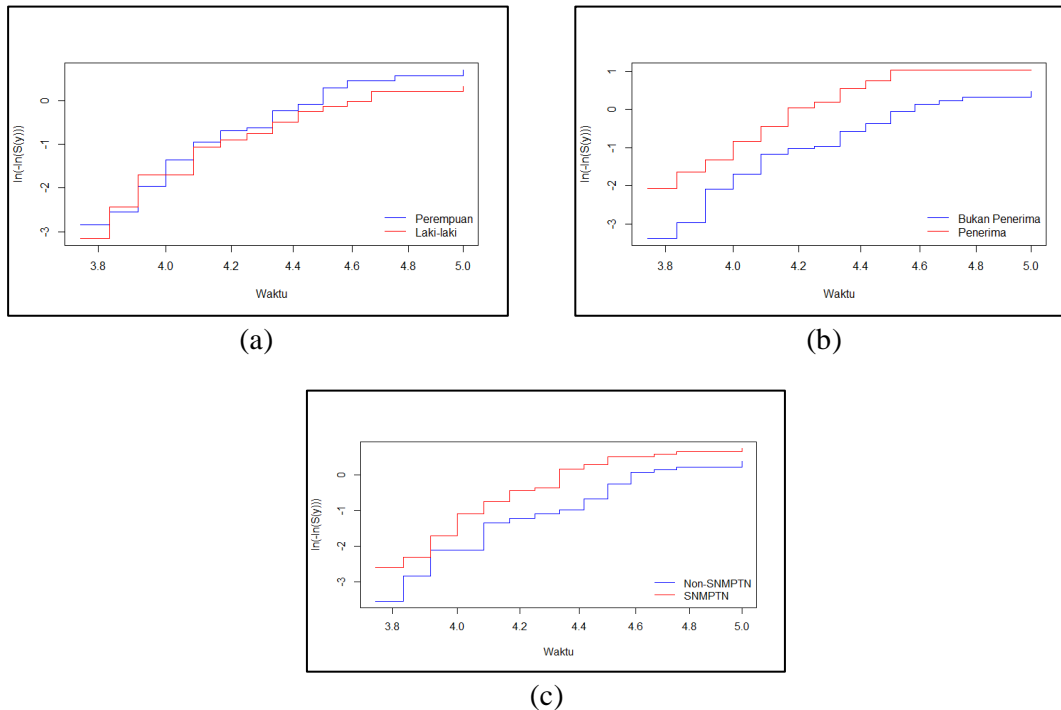 ln(-ln(S(y)))
0
-1
-2
-3
Perempuan
Laki-laki
3.8 4.0 4.2 4.4 4.6 4.8 5.0
Waktu
(a)
ln(-ln(S(y)))
1
0
-1
-2
-3
Bukan Penerima
Penerima
3.8 4.0 4.2 4.4 4.6 4.8 5.0
Waktu
(b)
ln(-ln(S(y)))
0
-1
-2
-3
Non-SNMPTN
SNMPTN
3.8 4.0 4.2 4.4 4.6 4.8 5.0
Waktu
(c)